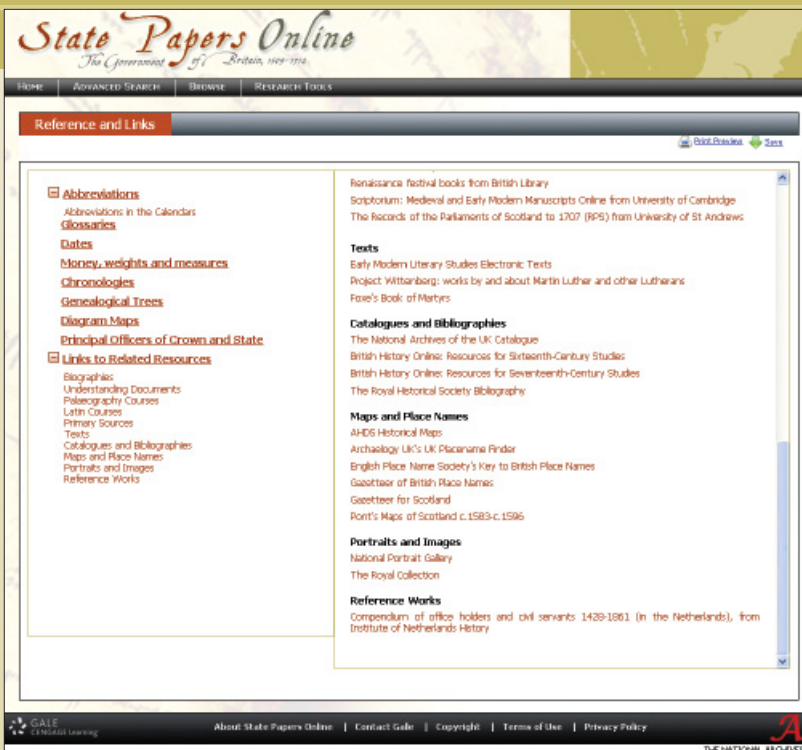 State Papers Online
The Government of Britain, 1509-1714
HOME ADVANCED SEARCH BROWSE RESEARCH TOOLS
Reference and Links
Print Preview Save
Abbreviations
Abbreviations in the Calendars
Glossaries
Dates
Money, weights and measures
Chronologies
Genealogical Trees
Diagram Maps
Principal Officers of Crown and State
Links to Related Resources
Biographies
Understanding Documents
Palaeography Courses
Latin Courses
Primary Sources
Texts
Catalogues and Bibliographies
Maps and Place Names
Portraits and Images
Reference Works
Renaissance festival books from British Library
Scriptorium: Medieval and Early Modern Manuscripts Online from University of Cambridge
The Records of the Parliaments of Scotland to 1707 (RPS) from University of St Andrews
Texts
Early Modern Literary Studies Electronic Texts
Project Wittenberg: works by and about Martin Luther and other Lutherans
Foxe's Book of Martyrs
Catalogues and Bibliographies
The National Archives of the UK Catalogue
British History Online: Resources for Sixteenth-Century Studies
British History Online: Resources for Seventeenth-Century Studies
The Royal Historical Society Bibliography
Maps and Place Names
AHDS Historical Maps
Archaeology UK's UK Placename Finder
English Place Name Society's Key to British Place Names
Gazetteer of British Place Names
Gazetteer for Scotland
Pont's Maps of Scotland c.1583-c.1596
Portraits and Images
National Portrait Gallery
The Royal Collection
Reference Works
Compendium of office holders and civil servants 1428-1861 (in the Netherlands), from
Institute of Netherlands History
GALE
CENGAGE Learning
About State Papers Online | Contact Gale | Copyright | Terms of Use | Privacy Policy
A
THE NATIONAL ARCHIVES